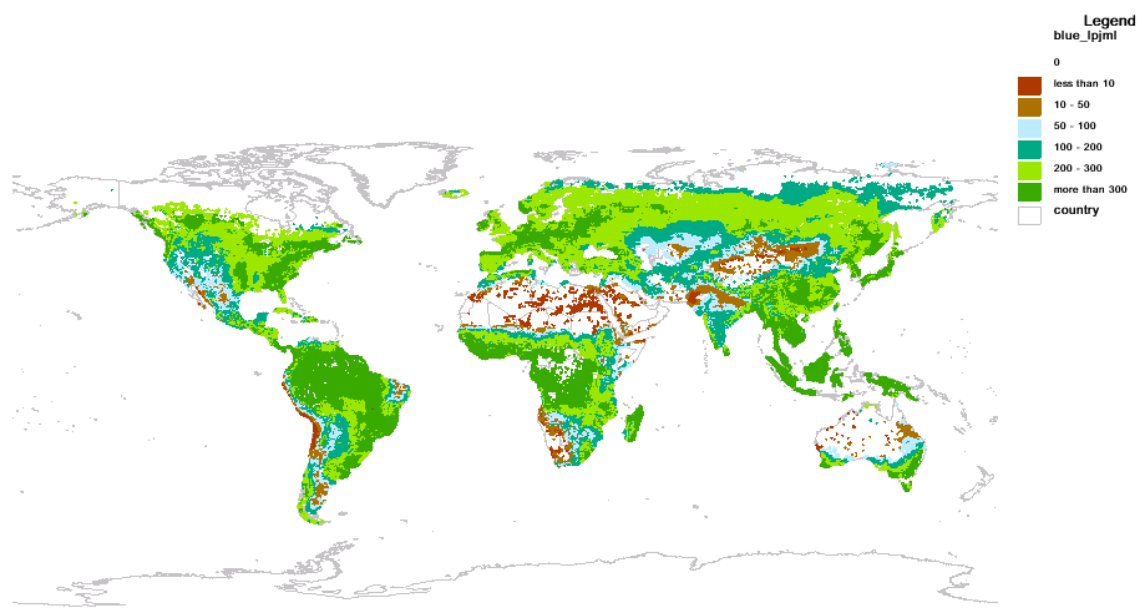 Legend
blue_lpjml
0
less than 10
10 - 50
50 - 100
100 - 200
200 - 300
more than 300
country